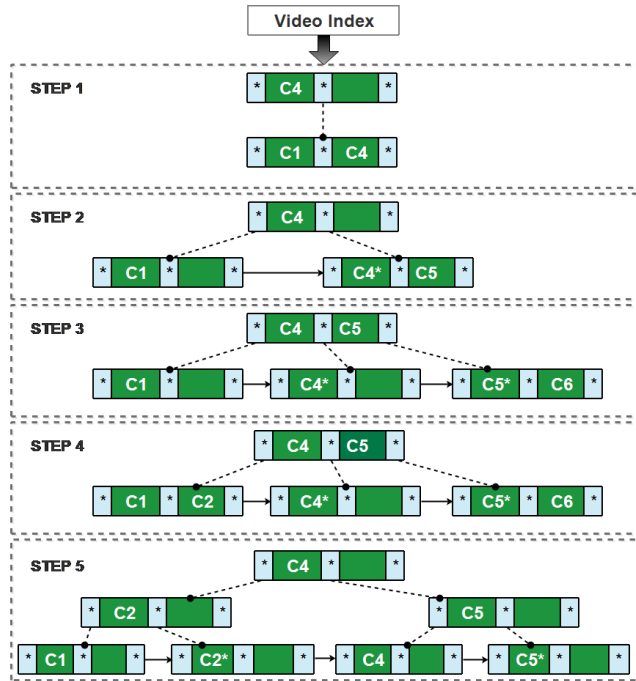 Video Index
STEP 1
* C4 * *
* C1 * C4 *
STEP 2
* C4 * *
* C1 * * * C4* * C5 *
STEP 3
* C4 * C5 *
* C1 * * * C4* * * * C5* * C6 *
STEP 4
* C4 * C5 *
* C1 * C2 * * C4* * * * C5* * C6 *
STEP 5
* C4 * *
* C2 * * * C5 * *
* C1 * * * C2* * * * C4 * * * C5* * *